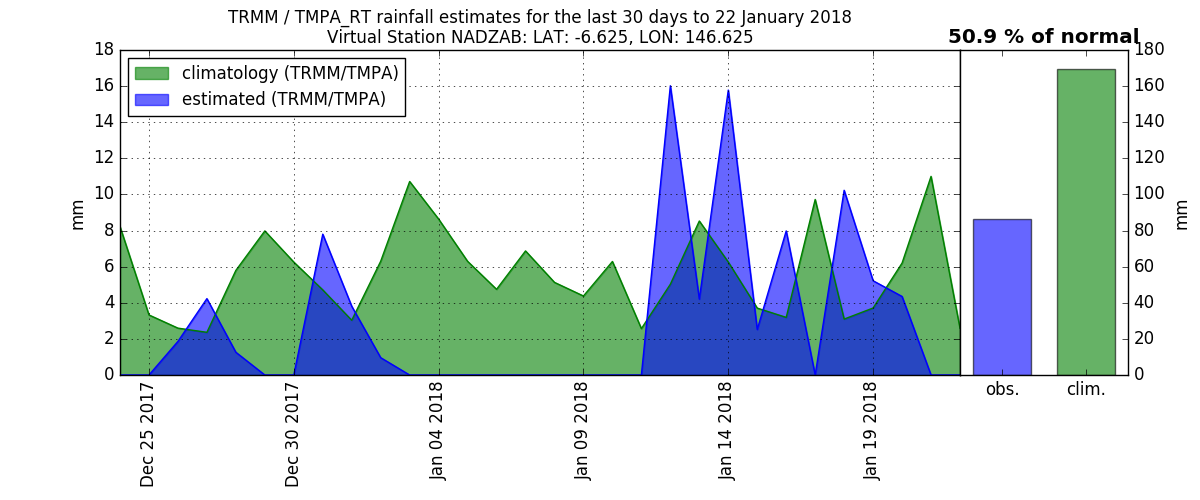 TRMM / TMPA_RT rainfall estimates for the last 30 days to 22 January 2018
Virtual Station NADZAB: LAT: -6.625, LON: 146.625
50.9 % of normal
climatology (TRMM/TMPA)
estimated (TRMM/TMPA)
mm
18
16
14
12
10
8
6
4
2
0
Dec 25 2017
Dec 30 2017
Jan 04 2018
Jan 09 2018
Jan 14 2018
Jan 19 2018
obs.
clim.
180
160
140
120
100
80
60
40
20
0
mm